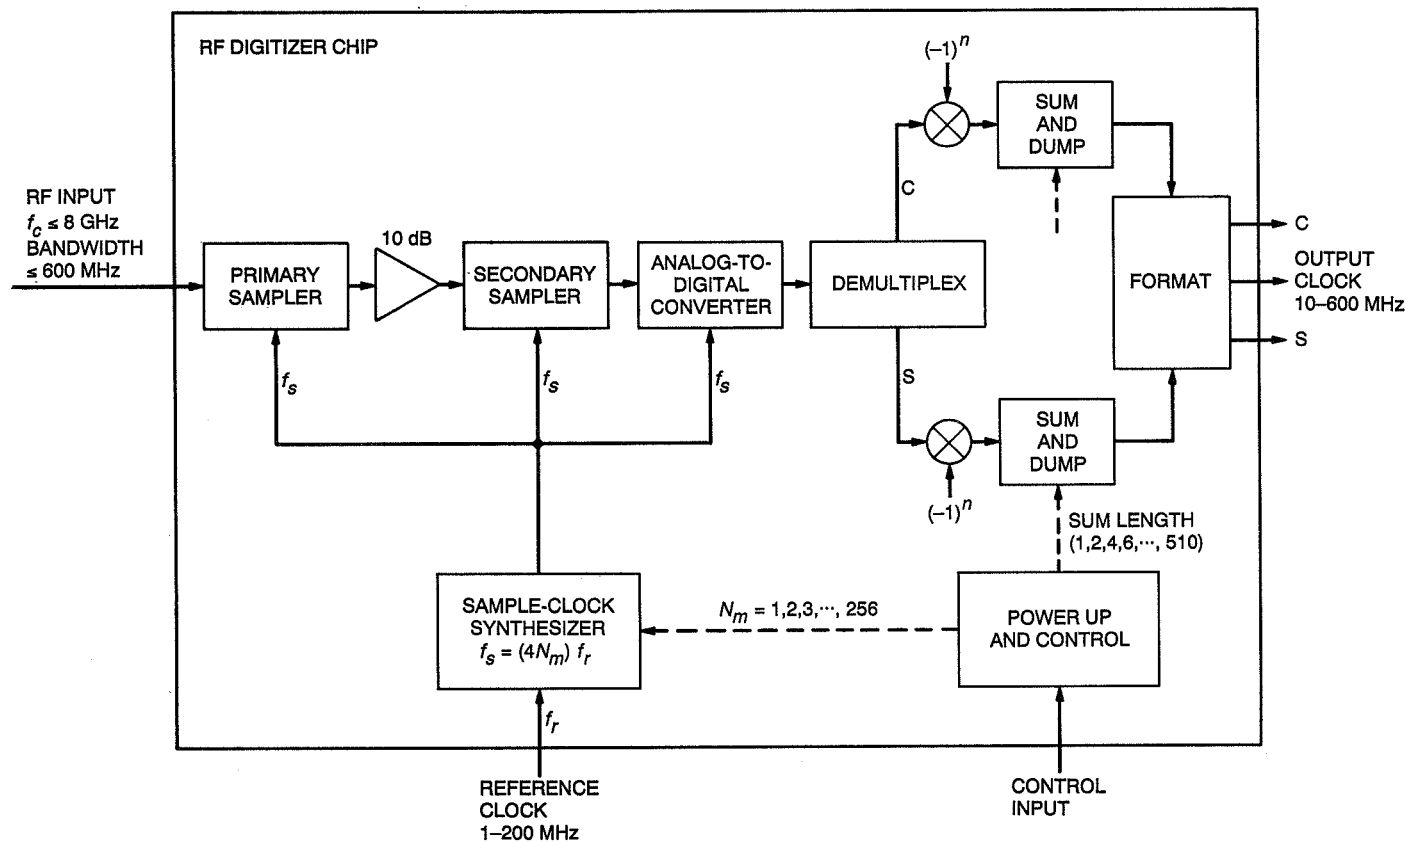 RF DIGITIZER CHIP
(–1)ⁿ
SUM
AND
DUMP
C
RF INPUT
f_c ≤ 8 GHz
BANDWIDTH
≤ 600 MHz
PRIMARY
SAMPLER
10 dB
SECONDARY
SAMPLER
ANALOG-TO-
DIGITAL
CONVERTER
DEMULTIPLEX
FORMAT
C
OUTPUT
CLOCK
10–600 MHz
S
f_s
f_s
f_s
S
(–1)ⁿ
SUM
AND
DUMP
SUM LENGTH
(1,2,4,6,···, 510)
SAMPLE-CLOCK
SYNTHESIZER
f_s = (4N_m) f_r
N_m = 1,2,3,···, 256
POWER UP
AND CONTROL
f_r
REFERENCE
CLOCK
1–200 MHz
CONTROL
INPUT